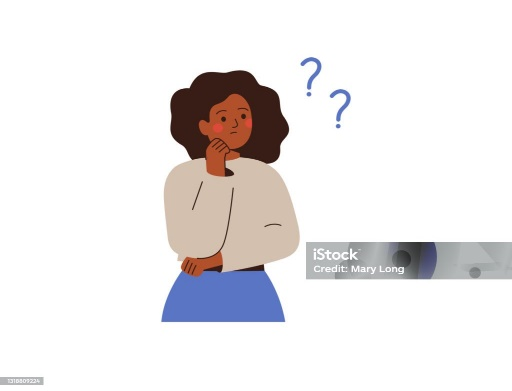 ? ?
iStock
Credit: Mary Long
1318809224